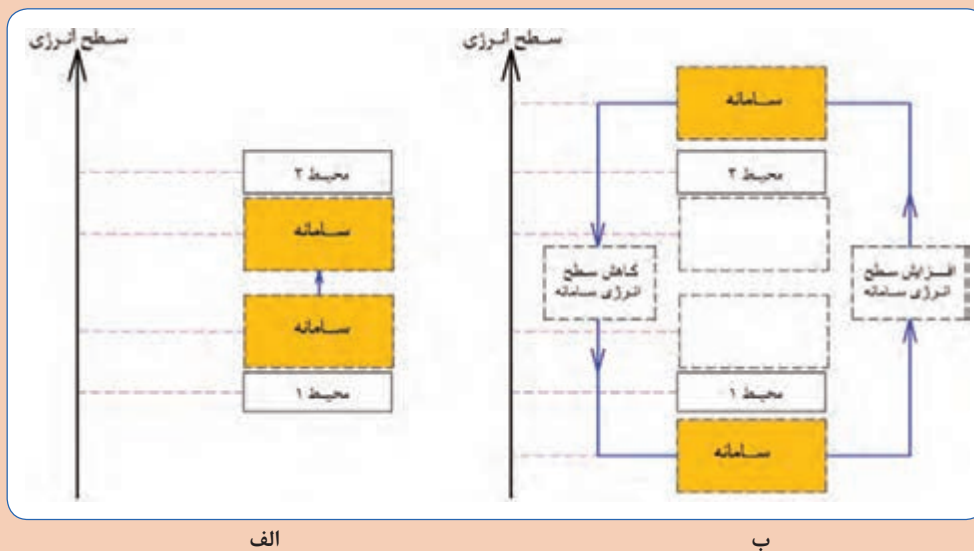 سطح انرژی
سامانه
محیط ۲
سامانه
کاهش سطح
انرژی سامانه
افزایش سطح
انرژی سامانه
محیط ۱
سامانه
ب
سطح انرژی
محیط ۲
سامانه
سامانه
محیط ۱
الف